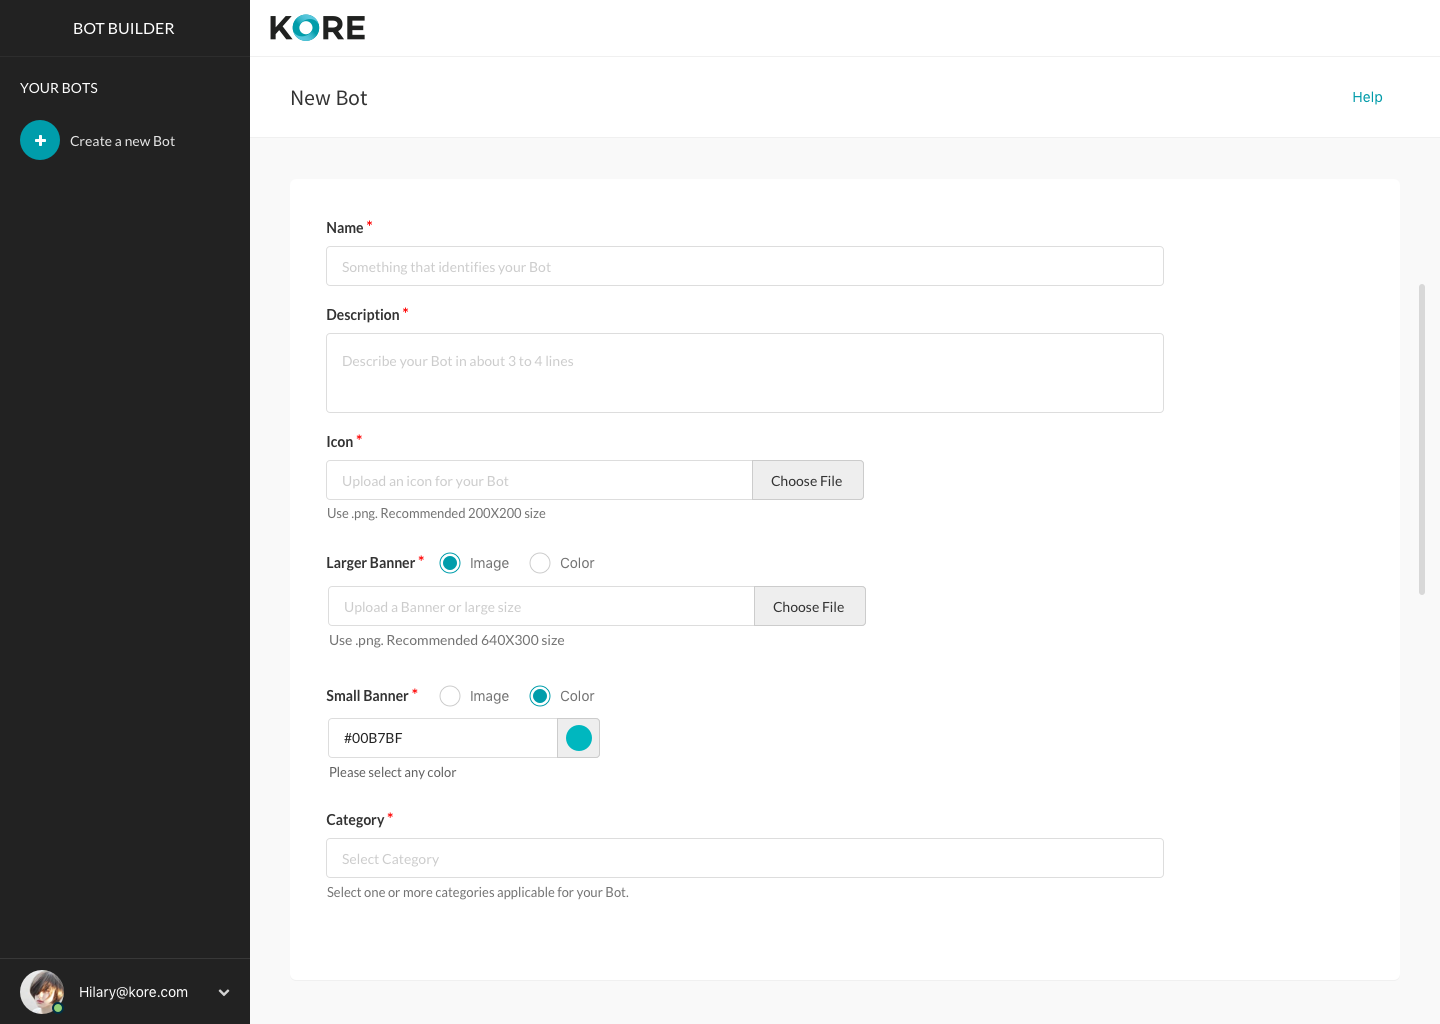 BOT BUILDER
KORE
YOUR BOTS
Create a new Bot
New Bot
Help
Name *
Something that identifies your Bot
Description *
Describe your Bot in about 3 to 4 lines
Icon *
Upload an icon for your Bot
Choose File
Use .png. Recommended 200X200 size
Larger Banner * Image Color
Upload a Banner or large size
Choose File
Use .png. Recommended 640X300 size
Small Banner * Image Color
#00B7BF
Please select any color
Category *
Select Category
Select one or more categories applicable for your Bot.
Hilary@kore.com